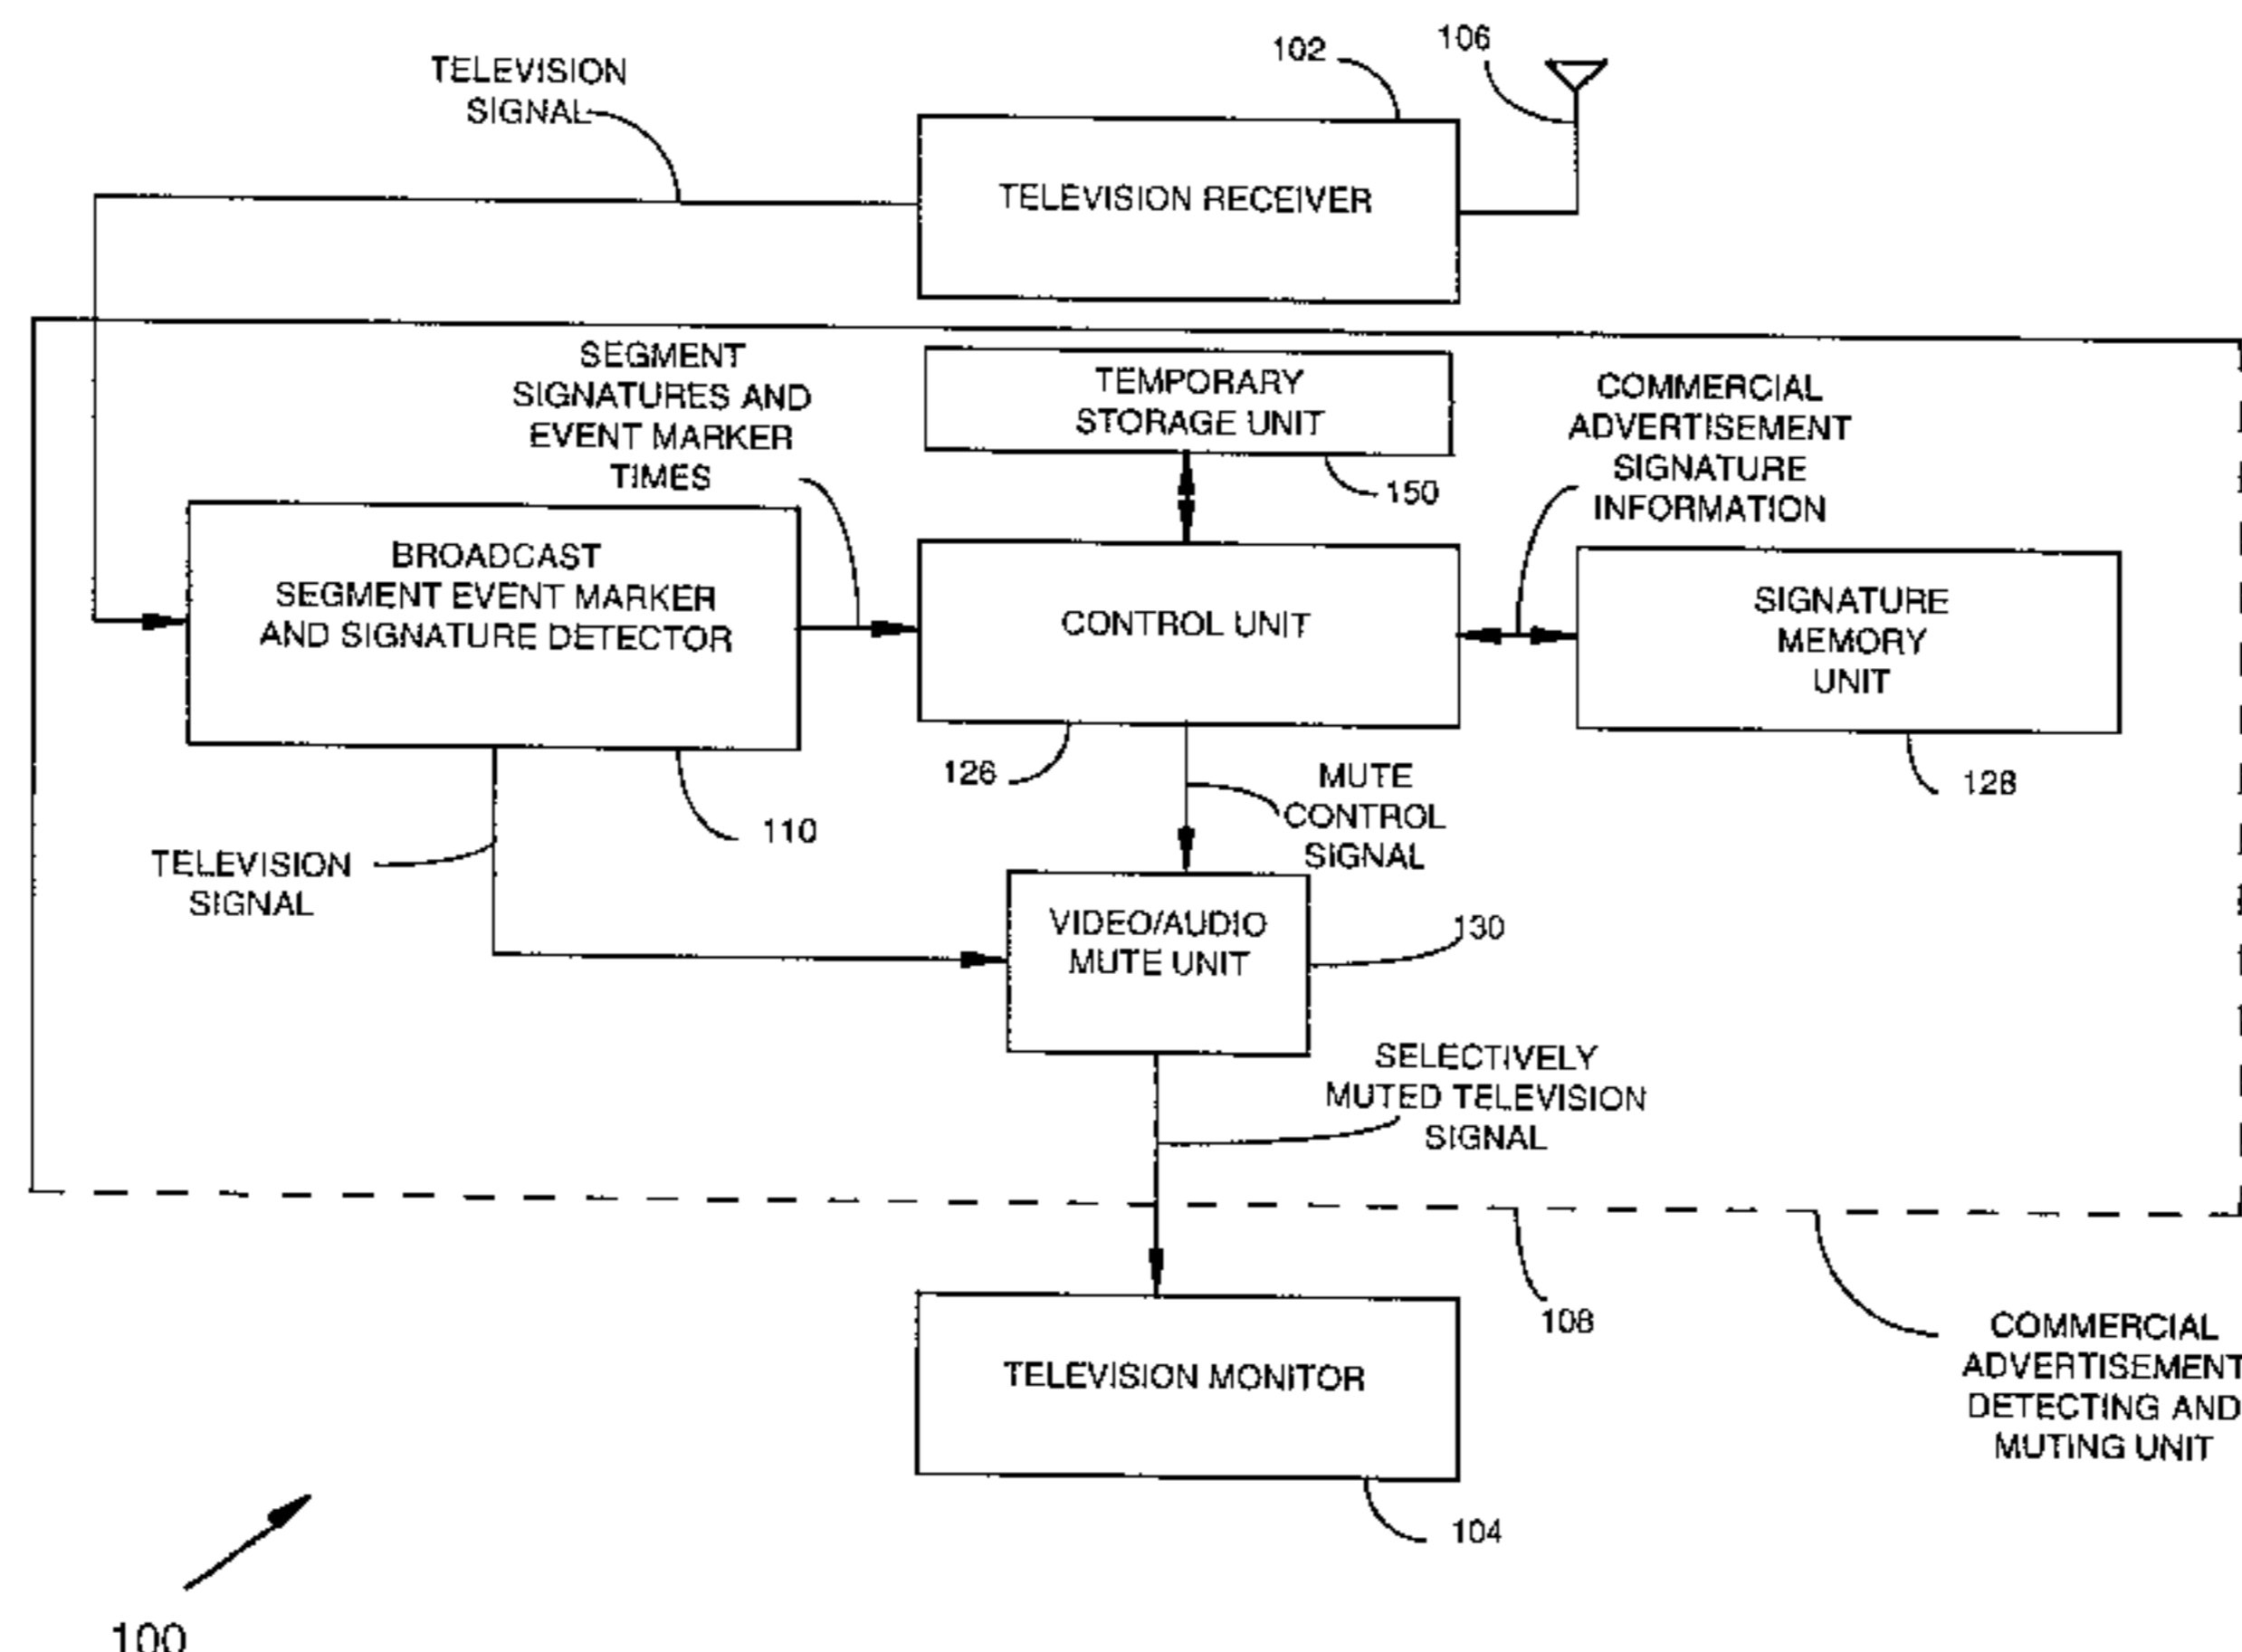 102
106
TELEVISION
SIGNAL
TELEVISION RECEIVER
SEGMENT
SIGNATURES AND
EVENT MARKER
TIMES
TEMPORARY
STORAGE UNIT
150
COMMERCIAL
ADVERTISEMENT
SIGNATURE
INFORMATION
BROADCAST
SEGMENT EVENT MARKER
AND SIGNATURE DETECTOR
CONTROL UNIT
SIGNATURE
MEMORY
UNIT
126
128
110
MUTE
CONTROL
SIGNAL
TELEVISION
SIGNAL
VIDEO/AUDIO
MUTE UNIT
130
SELECTIVELY
MUTED TELEVISION
SIGNAL
108
COMMERCIAL
ADVERTISEMENT
DETECTING AND
MUTING UNIT
TELEVISION MONITOR
104
100